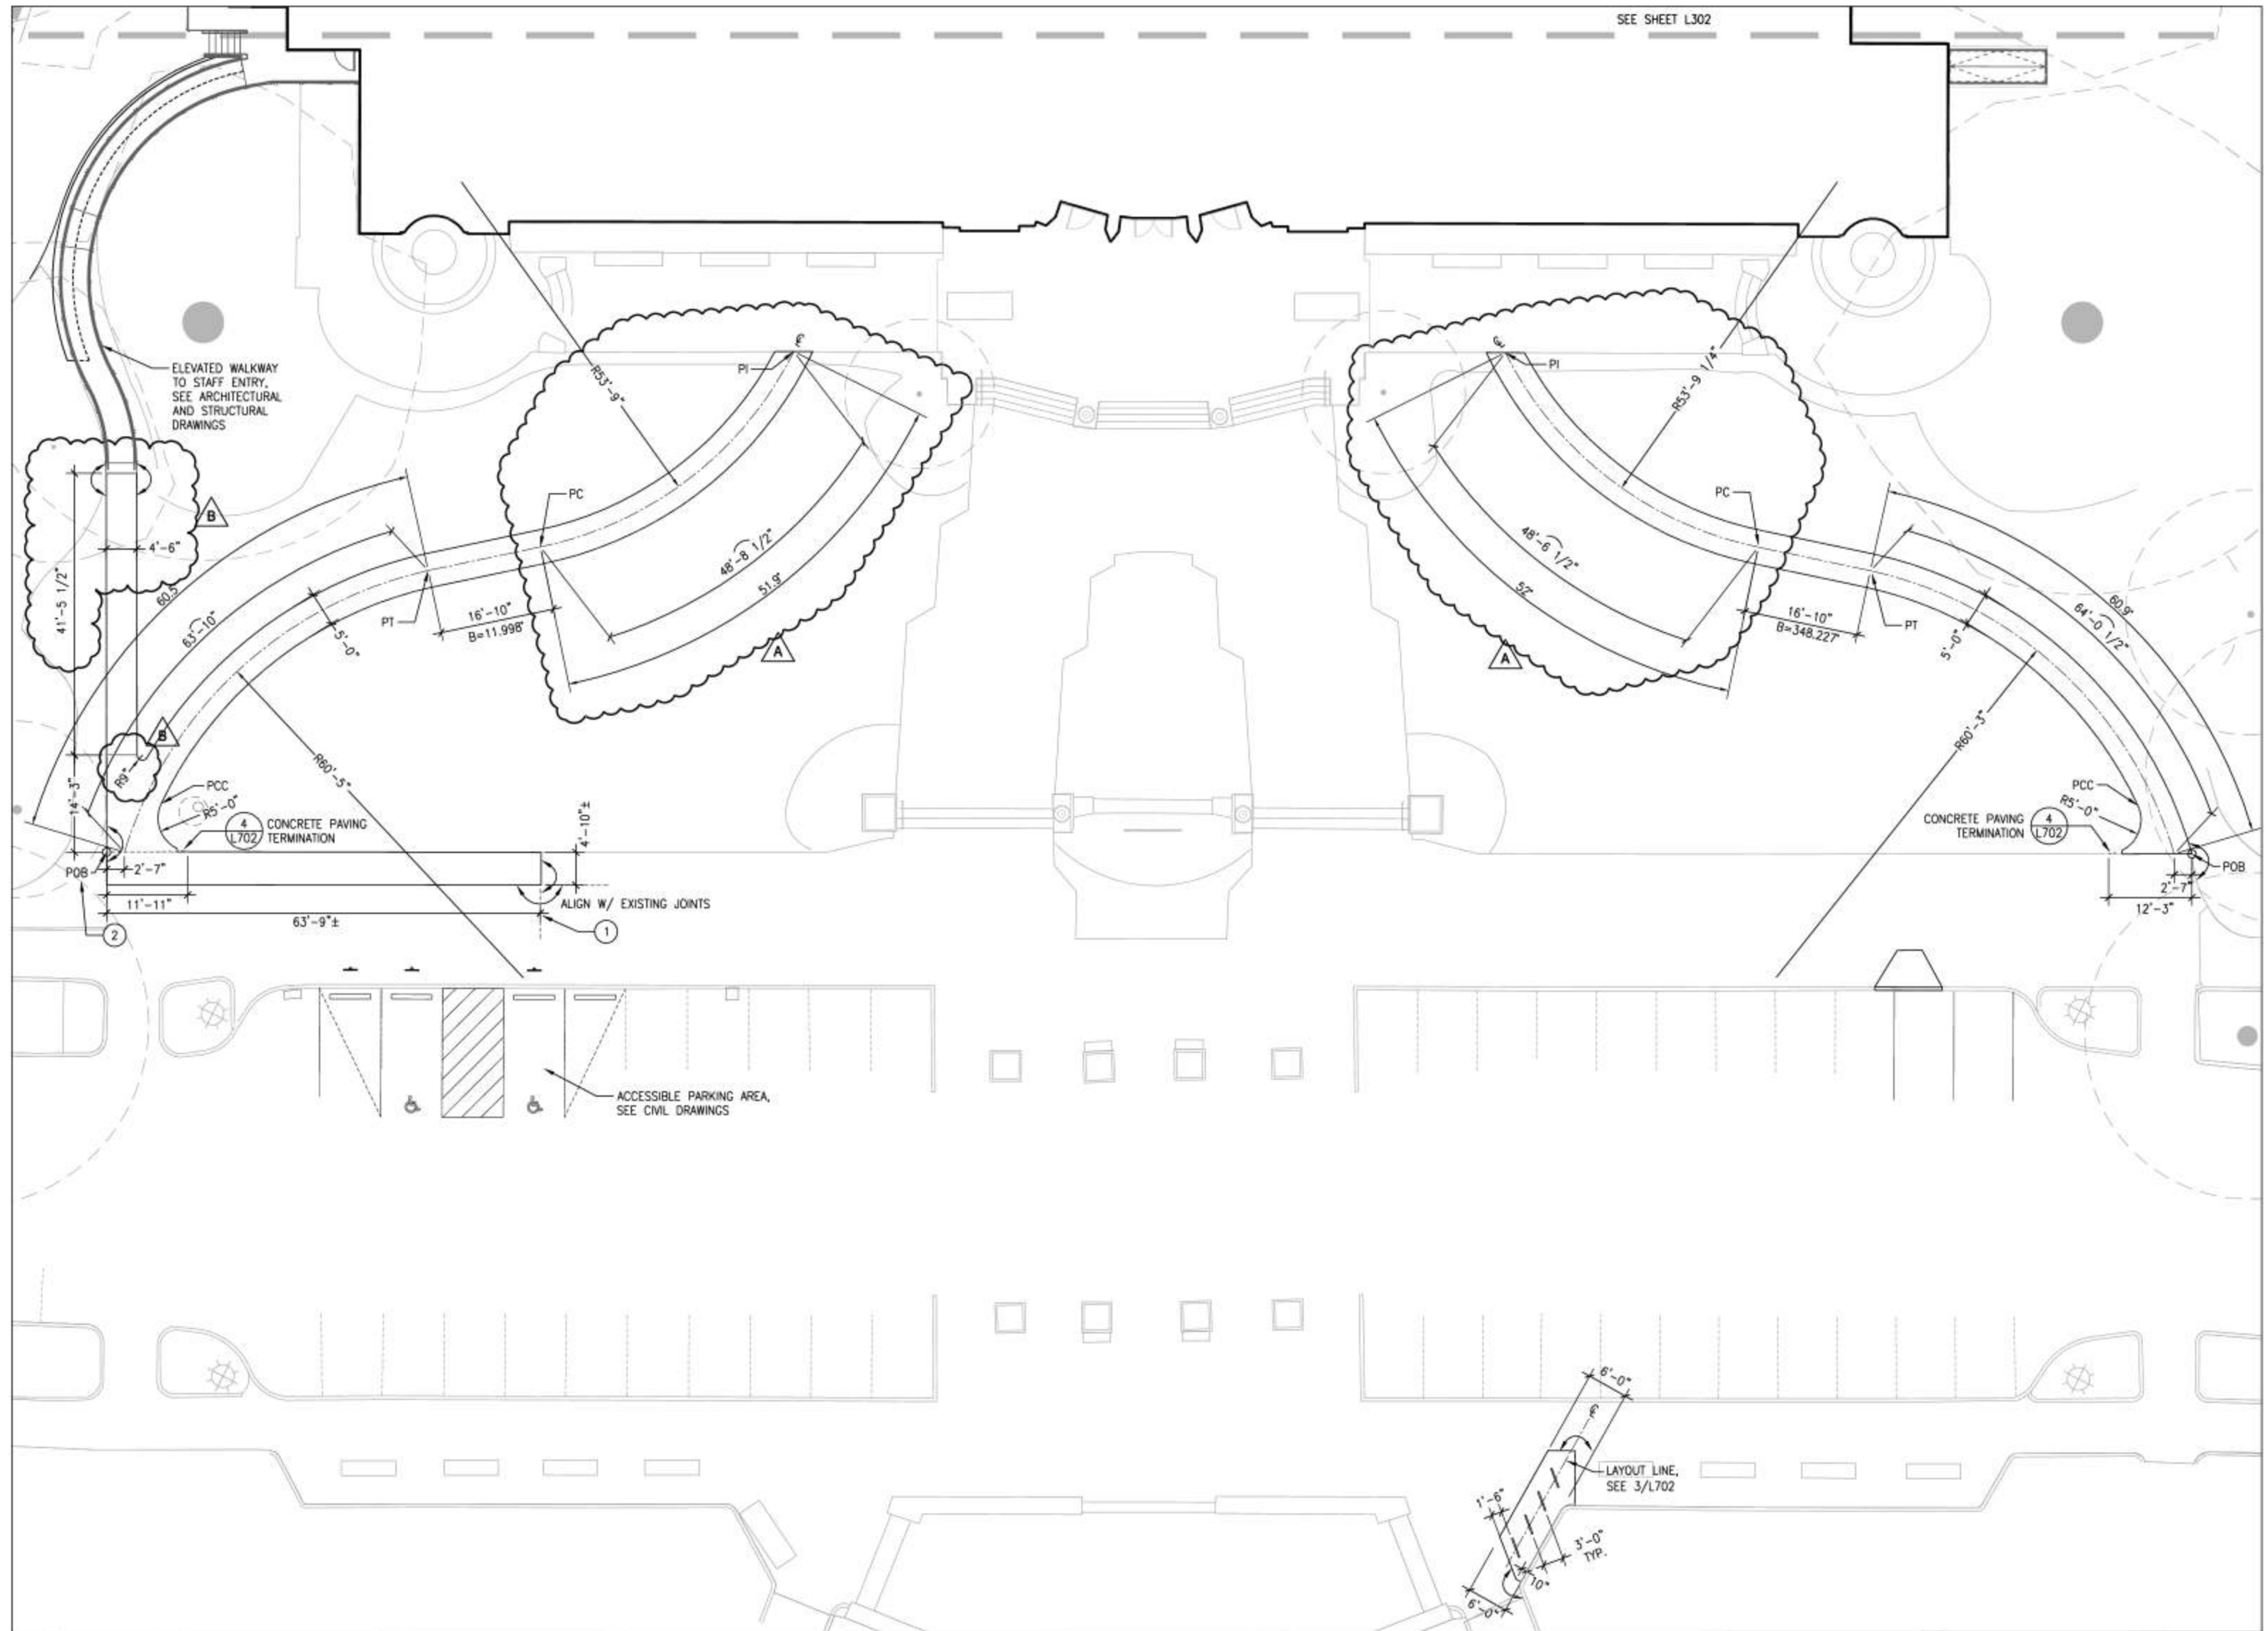 SEE SHEET L302
ELEVATED WALKWAY
TO STAFF ENTRY,
SEE ARCHITECTURAL
AND STRUCTURAL
DRAWINGS
R53'-9"
PI
℄
PC
48'-8 1/2"
51.9°
A
16'-10"
B=11.998°
PT
B
4'-6"
41'-5 1/2"
60.5°
63'-10"
5'-0"
R60'-5"
B
R9"
14'-3"
PCC
R5'-0"
4
L702
CONCRETE PAVING
TERMINATION
POB
2'-7"
11'-11"
63'-9"±
4'-10"±
ALIGN W/ EXISTING JOINTS
1
2
℄
PI
R53'-9 1/4"
PC
48'-6 1/2"
52°
A
16'-10"
B=348.227°
PT
5'-0"
64'-0 1/2"
60.9°
R60'-3"
PCC
R5'-0"
CONCRETE PAVING
TERMINATION
4
L702
POB
2'-7"
12'-3"
ACCESSIBLE PARKING AREA,
SEE CIVIL DRAWINGS
6'-0"
℄
LAYOUT LINE,
SEE 3/L702
1'-6"
3'-0"
TYP.
10"
6'-0"